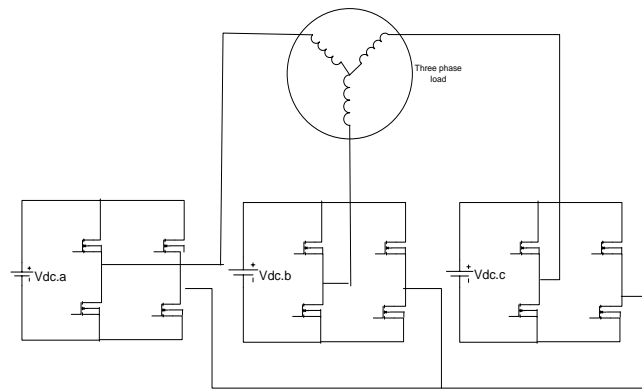 Three phase
load
+
Vdc.a
+
Vdc.b
+
Vdc.c